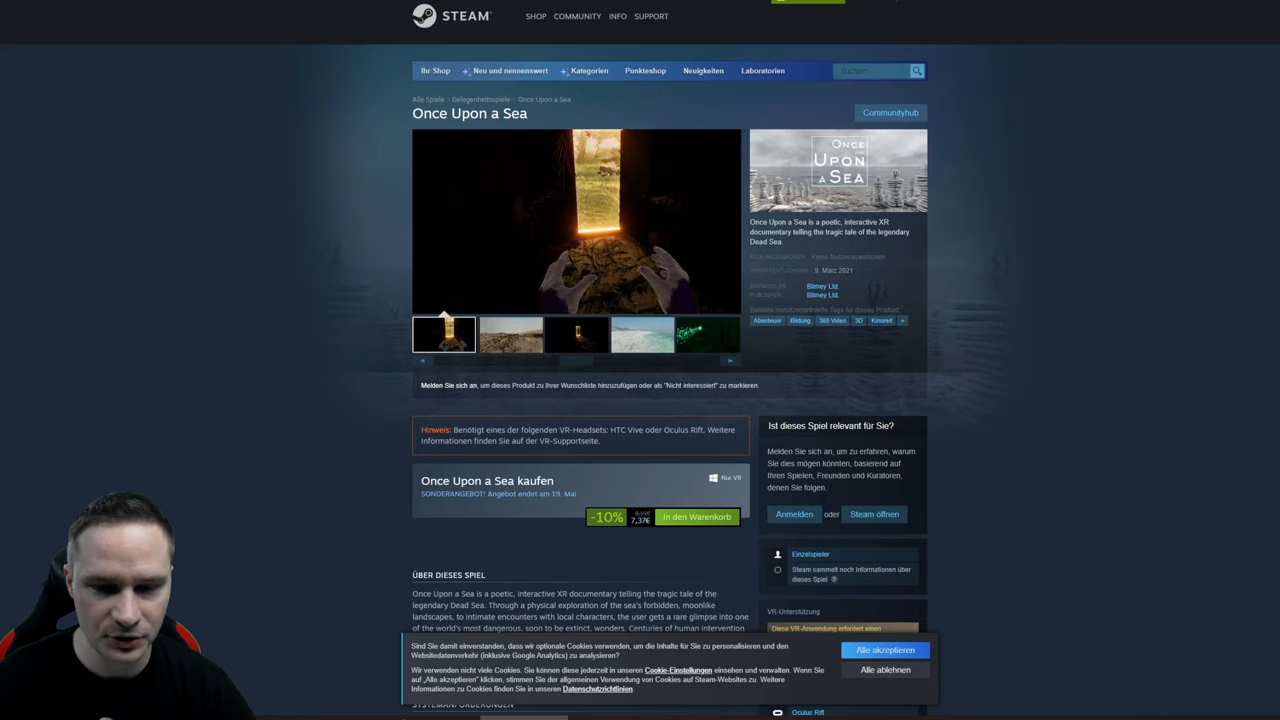 STEAM
SHOP COMMUNITY INFO SUPPORT
Ihr Shop Neu und nennenswert Kategorien Punkteshop Neuigkeiten Laboratorien Suchen
Alle Spiele > Gelegenheitsspiele > Once Upon a Sea
Once Upon a Sea
Communityhub
ONCE
UPON
A SEA
Once Upon a Sea is a poetic, interactive XR
documentary telling the tragic tale of the legendary
Dead Sea.
ALLE REZENSIONEN: Keine Nutzerrezensionen
VERÖFFENTLICHUNG: 9. März 2021
ENTWICKLER: Blimey Ltd.
PUBLISHER: Blimey Ltd.
Beliebte benutzerdefinierte Tags für dieses Produkt:
Abenteuer Bildung 360 Video 3D Kinoreif +
Melden Sie sich an, um dieses Produkt zu Ihrer Wunschliste hinzuzufügen oder als "Nicht interessiert" zu markieren.
Hinweis: Benötigt eines der folgenden VR-Headsets: HTC Vive oder Oculus Rift. Weitere
Informationen finden Sie auf der VR-Supportseite.
Once Upon a Sea kaufen
Nur VR
SONDERANGEBOT! Angebot endet am 19. Mai
-10% 8,19€ 7,37€ In den Warenkorb
Ist dieses Spiel relevant für Sie?
Melden Sie sich an, um zu erfahren, warum
Sie dies mögen könnten, basierend auf
Ihren Spielen, Freunden und Kuratoren,
denen Sie folgen.
Anmelden oder Steam öffnen
Einzelspieler
Steam sammelt noch Informationen über
dieses Spiel
VR-Unterstützung
Diese VR-Anwendung erfordert einen
ÜBER DIESES SPIEL
Once Upon a Sea is a poetic, interactive XR documentary telling the tragic tale of the
legendary Dead Sea. Through a physical exploration of the sea's forbidden, moonlike
landscapes, to intimate encounters with local characters, the user gets a rare glimpse into one
of the world's most dangerous, soon to be extinct, wonders. Centuries of human intervention
Sind Sie damit einverstanden, dass wir optionale Cookies verwenden, um die Inhalte für Sie zu personalisieren und den
Websitedatenverkehr (inklusive Google Analytics) zu analysieren?
Wir verwenden nicht viele Cookies. Sie können diese jederzeit in unseren Cookie-Einstellungen einsehen und verwalten. Wenn Sie
auf „Alle akzeptieren" klicken, stimmen Sie der allgemeinen Verwendung von Cookies auf Steam-Websites zu. Weitere
Informationen zu Cookies finden Sie in unseren Datenschutzrichtlinien.
Alle akzeptieren
Alle ablehnen
SYSTEMANFORDERUNGEN
Oculus Rift